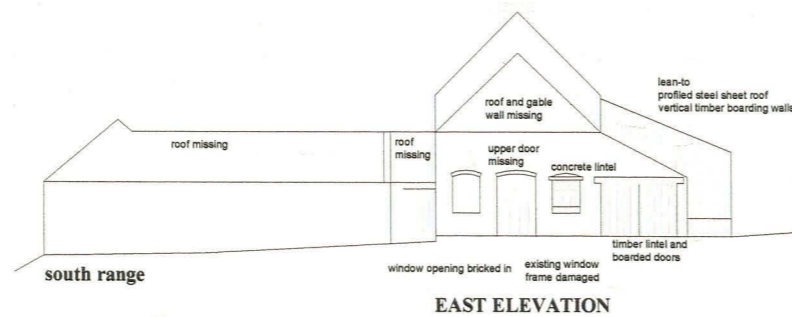 lean-to
profiled steel sheet roof
vertical timber boarding walls
roof and gable
wall missing
roof missing
roof
missing
upper door
missing
concrete lintel
timber lintel and
boarded doors
window opening bricked in
existing window
frame damaged
south range
EAST ELEVATION